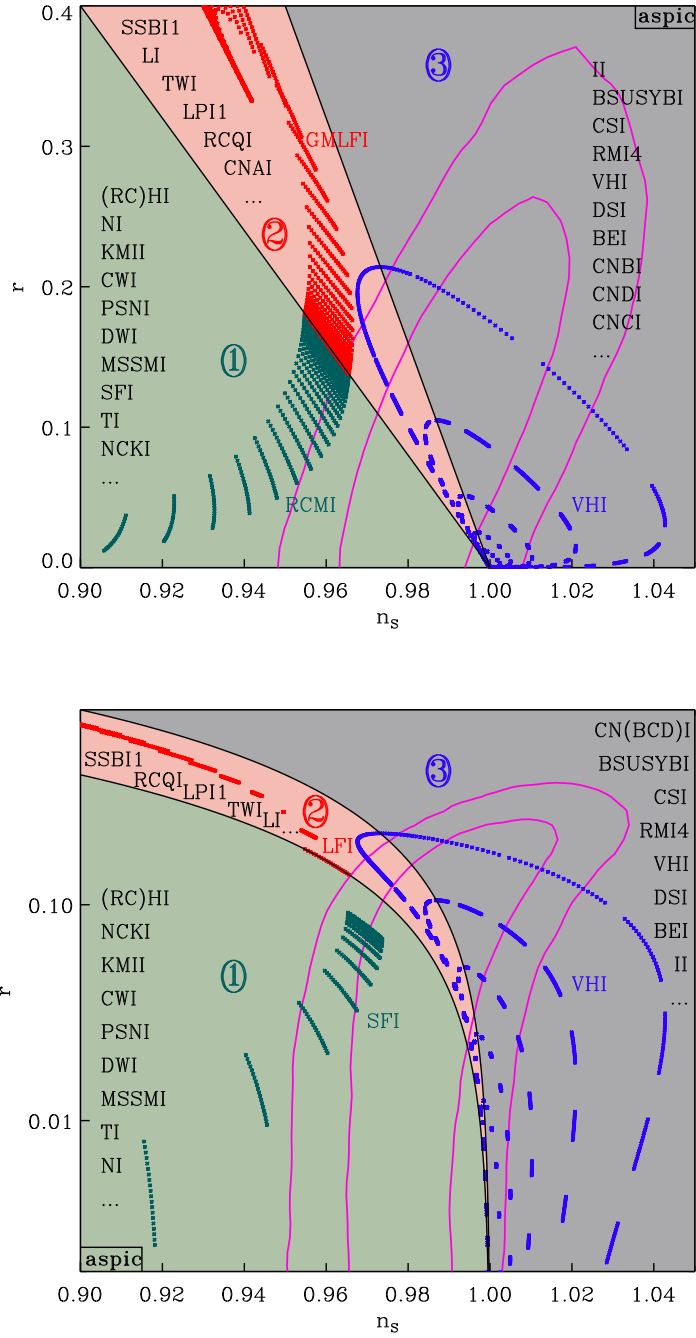 0.4
0.3
0.2
0.1
0.0
r
aspic
SSBI1
LI
TWI
LPI1
RCQI
CNAI
...
②
GMLFI
③
II
BSUSYBI
CSI
RMI4
VHI
DSI
BEI
CNBI
CNDI
CNCI
...
(RC)HI
NI
KMII
CWI
PSNI
DWI
MSSMI
SFI
TI
NCKI
...
①
RCMI
VHI
0.90 0.92 0.94 0.96 0.98 1.00 1.02 1.04
ns
0.10
0.01
r
SSBI1
RCQI
LPI1
TWI
LI
...
②
LFI
③
CN(BCD)I
BSUSYBI
CSI
RMI4
VHI
DSI
BEI
II
...
(RC)HI
NCKI
KMII
CWI
PSNI
DWI
MSSMI
TI
NI
...
①
SFI
VHI
aspic
0.90 0.92 0.94 0.96 0.98 1.00 1.02 1.04
ns